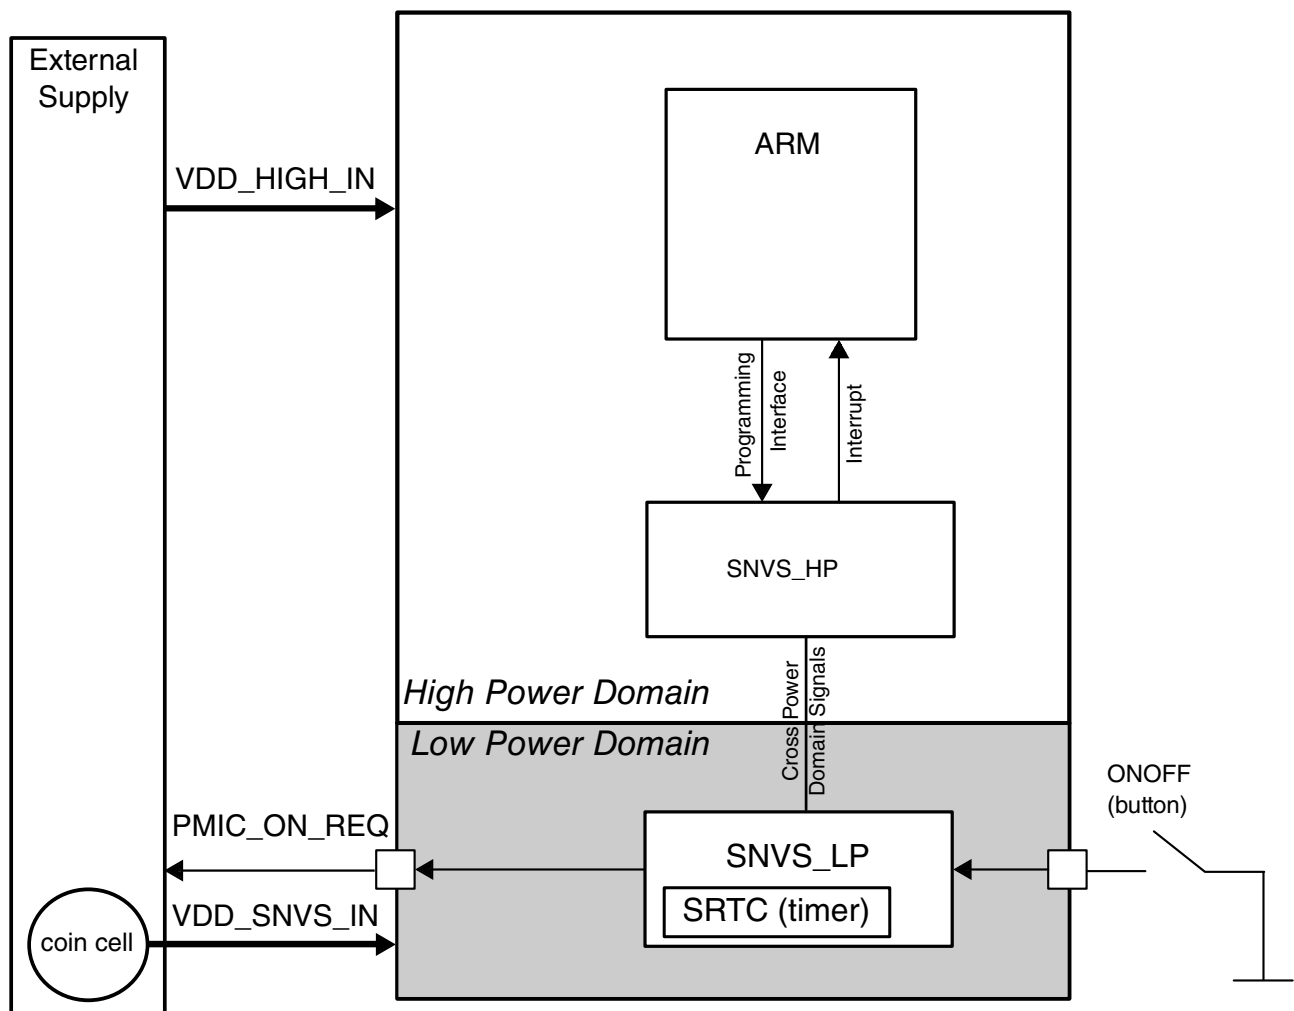 External
Supply
VDD_HIGH_IN
ARM
Programming
Interface
Interrupt
SNVS_HP
Cross Power
Domain Signals
High Power Domain
Low Power Domain
ONOFF
(button)
PMIC_ON_REQ
SNVS_LP
SRTC (timer)
VDD_SNVS_IN
coin cell